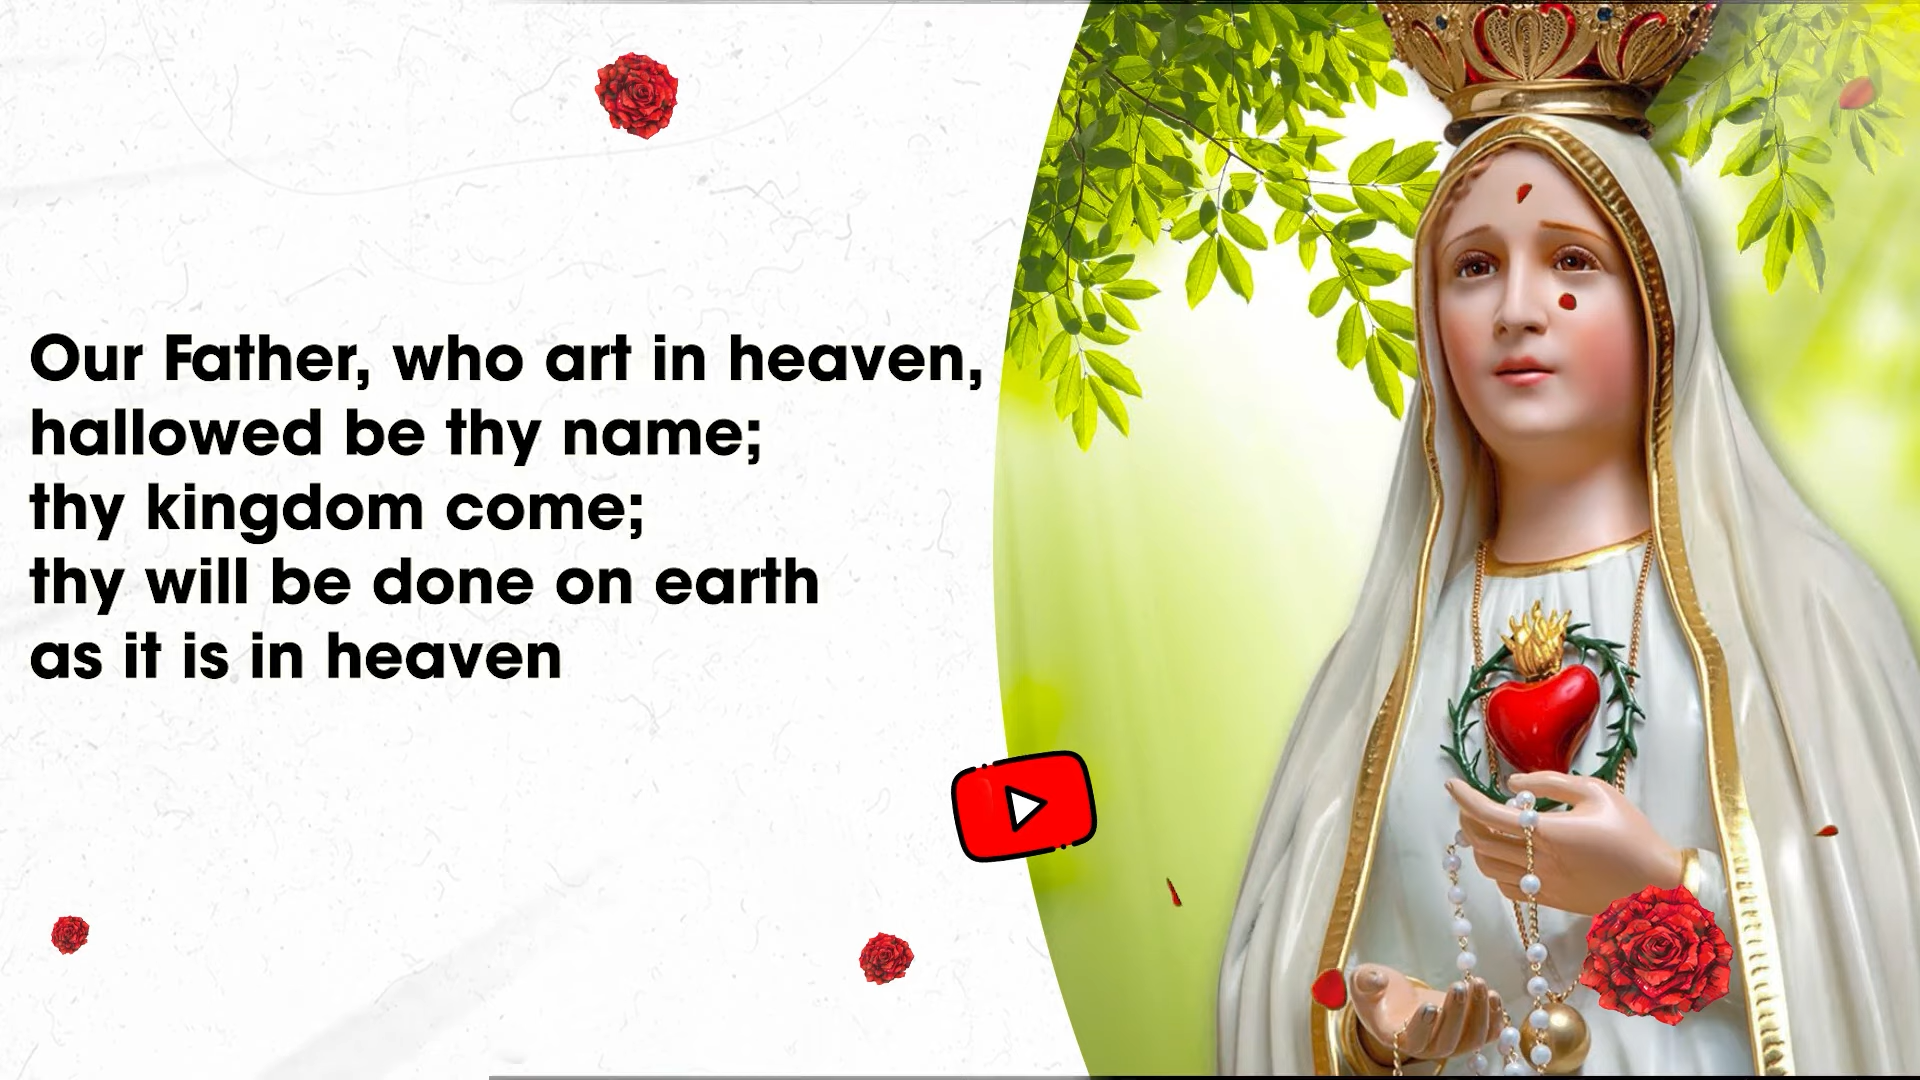 Our Father, who art in heaven,
hallowed be thy name;
thy kingdom come;
thy will be done on earth
as it is in heaven